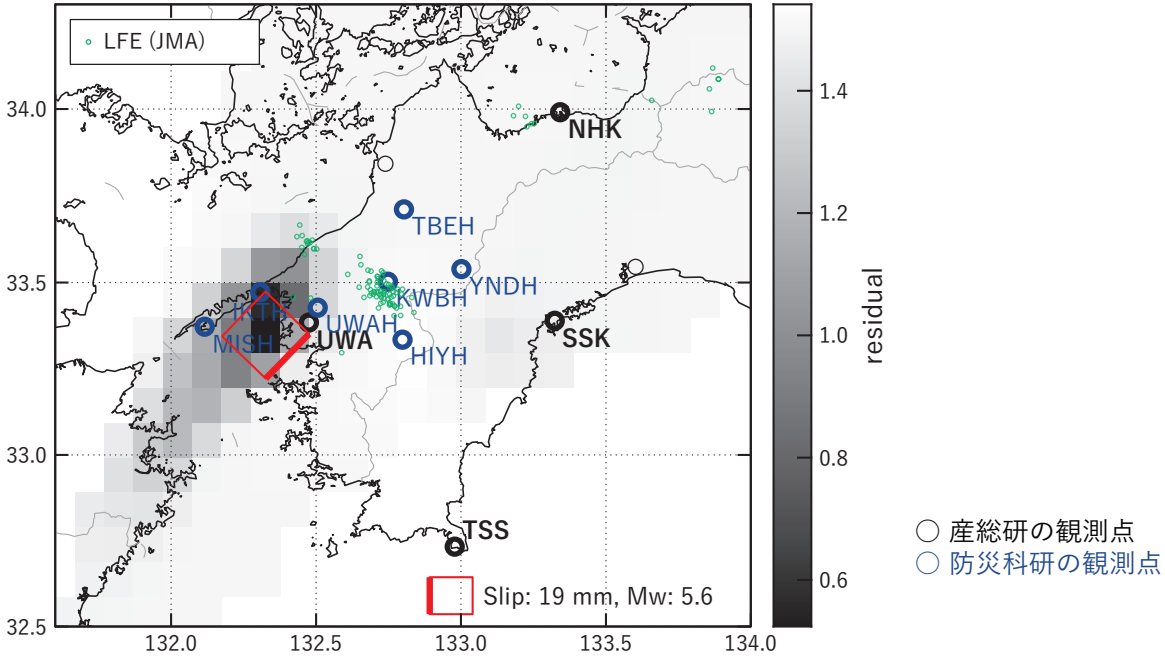 LFE (JMA)
34.0
33.5
33.0
32.5
132.0
132.5
133.0
133.5
134.0
NHK
TBEH
YNDH
KWBH
IKTH
UWAH
MISH
UWA
SSK
HIYH
TSS
Slip: 19 mm, Mw: 5.6
1.4
1.2
1.0
0.8
0.6
residual
産総研の観測点
防災科研の観測点